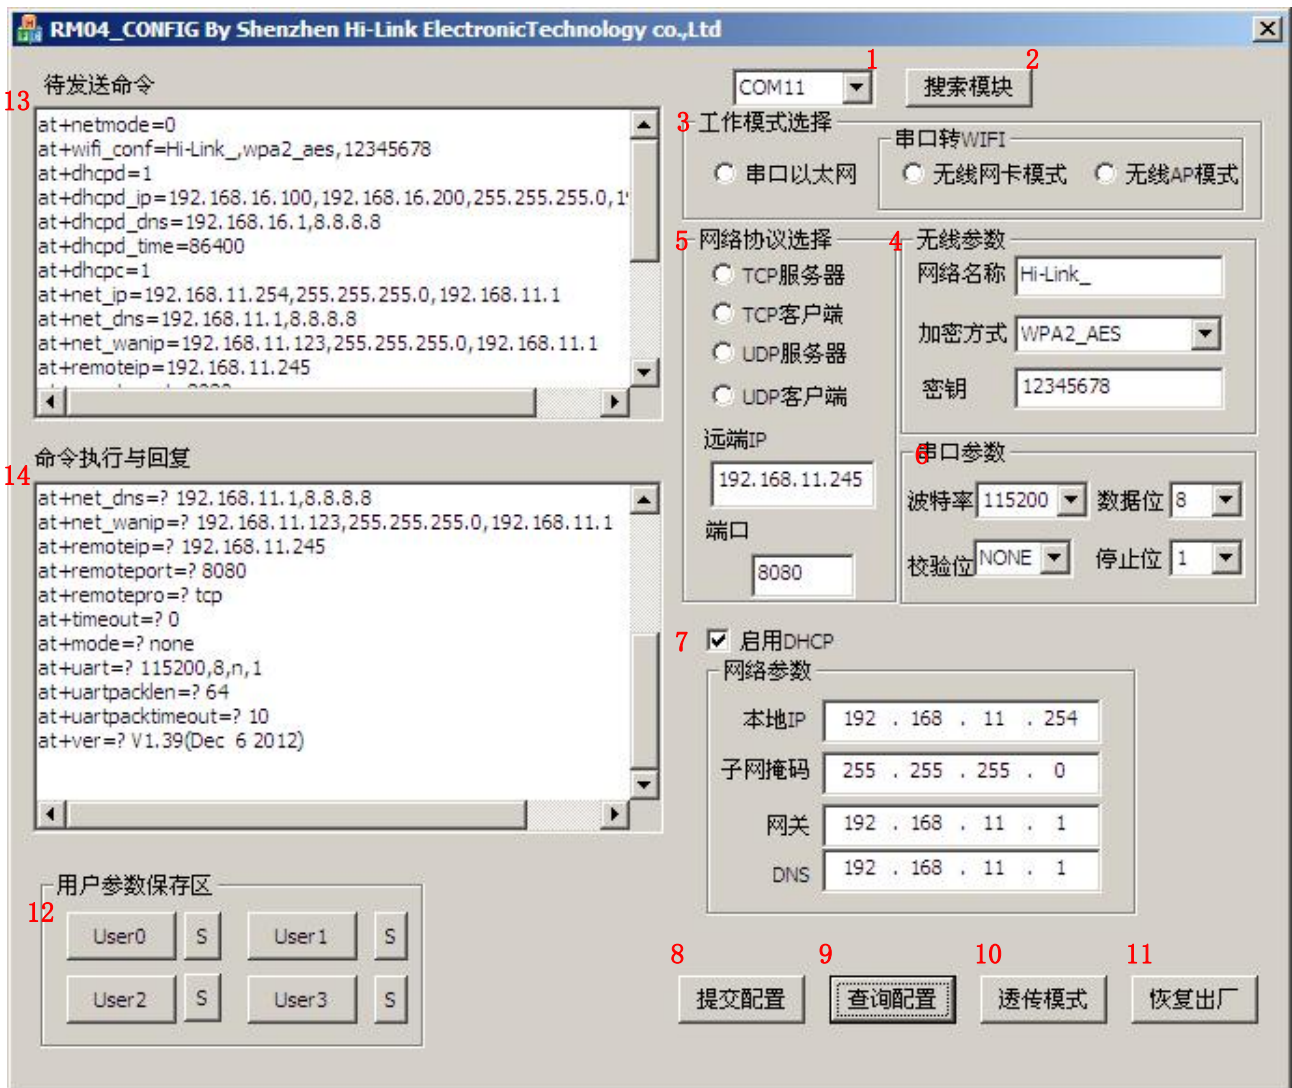 RM04_CONFIG By Shenzhen Hi-Link ElectronicTechnology co.,Ltd
1
2
COM11
搜索模块
13
待发送命令
at+netmode=0
at+wifi_conf=Hi-Link_,wpa2_aes,12345678
at+dhcpd=1
at+dhcpd_ip=192.168.16.100,192.168.16.200,255.255.255.0,1
at+dhcpd_dns=192.168.16.1,8.8.8.8
at+dhcpd_time=86400
at+dhcpc=1
at+net_ip=192.168.11.254,255.255.255.0,192.168.11.1
at+net_dns=192.168.11.1,8.8.8.8
at+net_wanip=192.168.11.123,255.255.255.0,192.168.11.1
at+remoteip=192.168.11.245
3
工作模式选择
串口以太网
串口转WIFI
无线网卡模式
无线AP模式
5
网络协议选择
TCP服务器
TCP客户端
UDP服务器
UDP客户端
远端IP
192.168.11.245
端口
8080
4
无线参数
网络名称 Hi-Link_
加密方式 WPA2_AES
密钥 12345678
6
串口参数
波特率 115200 数据位 8
校验位 NONE 停止位 1
14
命令执行与回复
at+net_dns=? 192.168.11.1,8.8.8.8
at+net_wanip=? 192.168.11.123,255.255.255.0,192.168.11.1
at+remoteip=? 192.168.11.245
at+remoteport=? 8080
at+remotepro=? tcp
at+timeout=? 0
at+mode=? none
at+uart=? 115200,8,n,1
at+uartpacklen=? 64
at+uartpacktimeout=? 10
at+ver=? V1.39(Dec  6 2012)
7
启用DHCP
网络参数
本地IP 192 . 168 . 11 . 254
子网掩码 255 . 255 . 255 . 0
网关 192 . 168 . 11 . 1
DNS 192 . 168 . 11 . 1
12
用户参数保存区
User0 S User1 S
User2 S User3 S
8
9
10
11
提交配置
查询配置
透传模式
恢复出厂